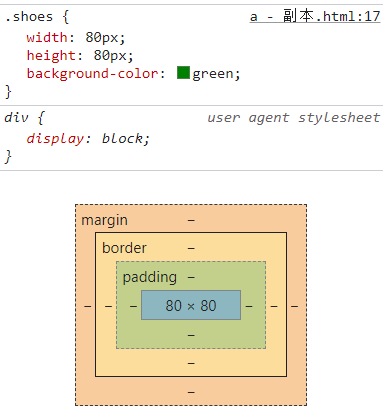 .shoes { a - 副本.html:17
width: 80px;
height: 80px;
background-color: green;
}
div { user agent stylesheet
display: block;
}
margin –
border –
padding –
– – – 80 × 80 – – –
–
–
–